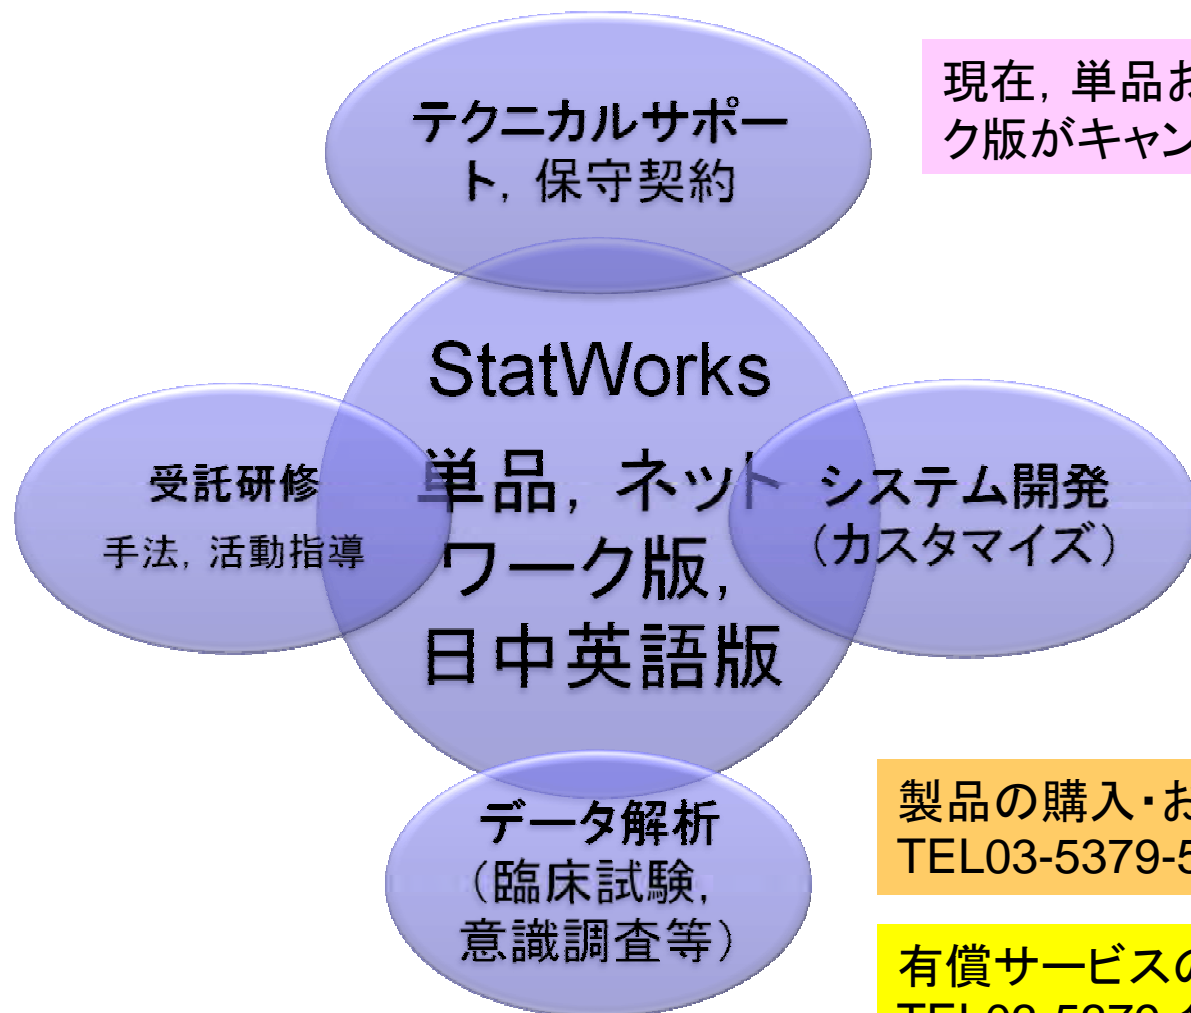 テクニカルサポー
ト, 保守契約
現在, 単品お
ク版がキャン
StatWorks
単品, ネット
ワーク版,
日中英語版
受託研修
手法, 活動指導
システム開発
（カスタマイズ）
データ解析
（臨床試験,
意識調査等）
製品の購入・お
TEL03-5379-5
有償サービスの
TEL03-5379-1